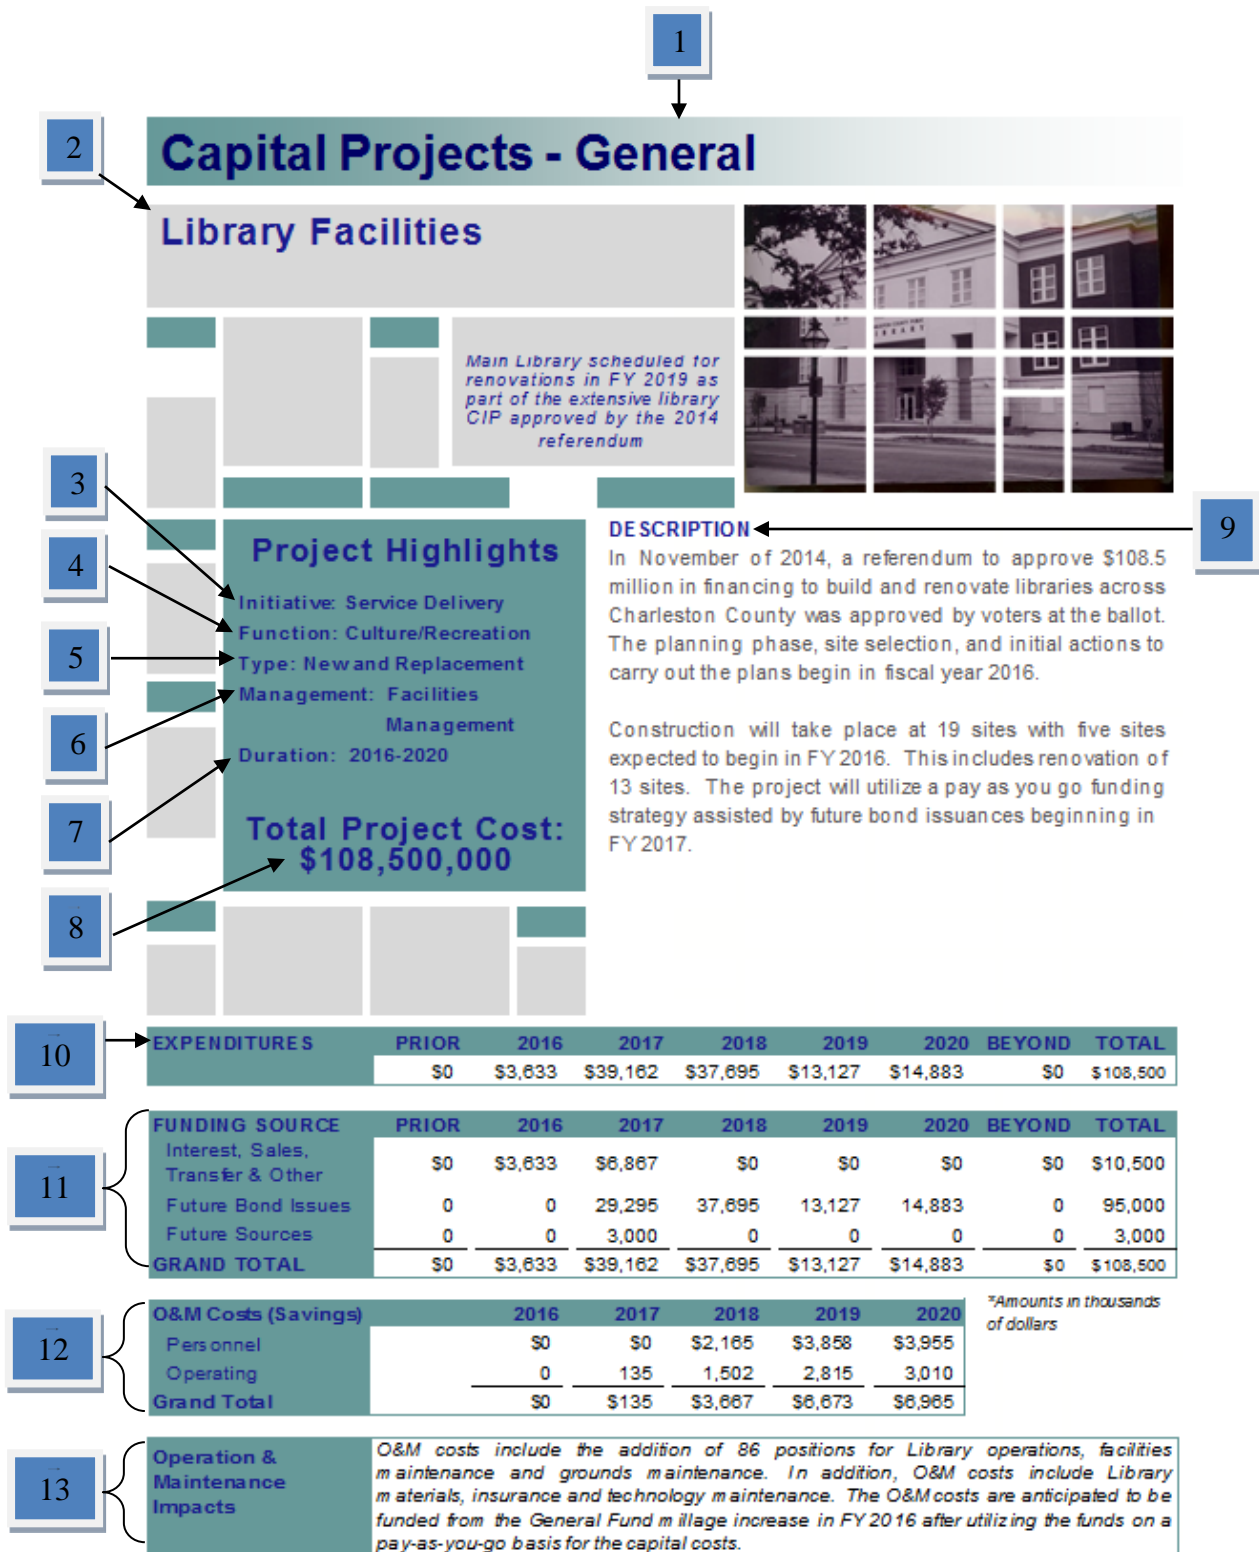 1
2
Capital Projects - General
Library Facilities
Main Library scheduled for
renovations in FY 2019 as
part of the extensive library
CIP approved by the 2014
referendum
LIBRARY
3
4
5
6
7
8
Project Highlights
Initiative: Service Delivery
Function: Culture/Recreation
Type: New and Replacement
Management: Facilities
Management
Duration: 2016-2020
Total Project Cost:
$108,500,000
9
DESCRIPTION
In November of 2014, a referendum to approve $108.5
million in financing to build and renovate libraries across
Charleston County was approved by voters at the ballot.
The planning phase, site selection, and initial actions to
carry out the plans begin in fiscal year 2016.
Construction will take place at 19 sites with five sites
expected to begin in FY 2016. This includes renovation of
13 sites. The project will utilize a pay as you go funding
strategy assisted by future bond issuances beginning in
FY 2017.
10
EXPENDITURES PRIOR 2016 2017 2018 2019 2020 BEYOND TOTAL
$0 $3,633 $39,162 $37,695 $13,127 $14,883 $0 $108,500
11
FUNDING SOURCE PRIOR 2016 2017 2018 2019 2020 BEYOND TOTAL
Interest, Sales,
Transfer & Other $0 $3,633 $6,867 $0 $0 $0 $0 $10,500
Future Bond Issues 0 0 29,295 37,695 13,127 14,883 0 95,000
Future Sources 0 0 3,000 0 0 0 0 3,000
GRAND TOTAL $0 $3,633 $39,162 $37,695 $13,127 $14,883 $0 $108,500
12
O&M Costs (Savings) 2016 2017 2018 2019 2020
Personnel $0 $0 $2,165 $3,858 $3,955
Operating 0 135 1,502 2,815 3,010
Grand Total $0 $135 $3,667 $6,673 $6,965
*Amounts in thousands
of dollars
13
Operation &
Maintenance
Impacts
O&M costs include the addition of 86 positions for Library operations, facilities
maintenance and grounds maintenance. In addition, O&M costs include Library
materials, insurance and technology maintenance. The O&M costs are anticipated to be
funded from the General Fund millage increase in FY 2016 after utilizing the funds on a
pay-as-you-go basis for the capital costs.